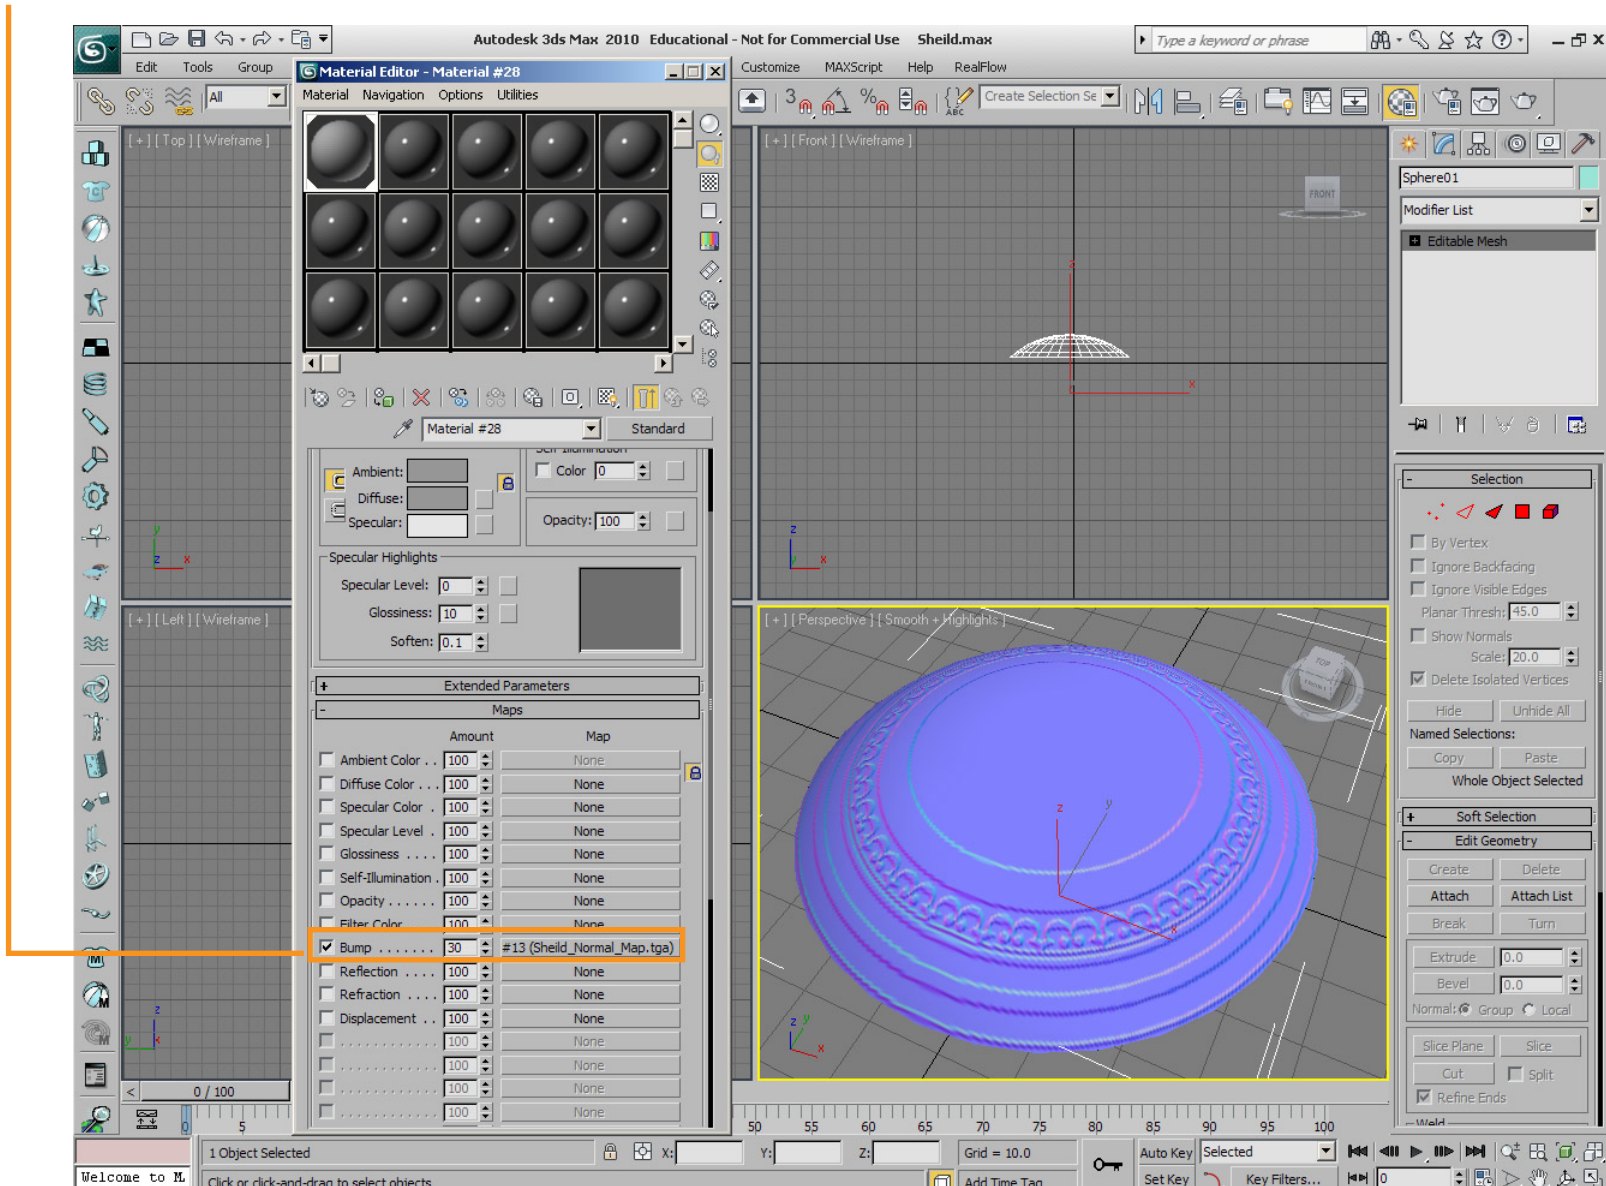 Autodesk 3ds Max 2010 Educational - Not for Commercial Use Sheild.max
Type a keyword or phrase
Edit Tools Group
Customize MAXScript Help RealFlow
Material Editor - Material #28
Material Navigation Options Utilities
All
3
ABC
Create Selection Se
[ + ] [ Top ] [ Wireframe ]
[ + ] [ Front ] [ Wireframe ]
FRONT
z
x
y
z x
z
y x
[ + ] [ Left ] [ Wireframe ]
z
y x
[ + ] [ Perspective ] [ Smooth + Highlights ]
TOP
FRONT
z y
x
z y
x
Material #28
Standard
Self-Illumination
Ambient:
Color 0
Diffuse:
Specular:
Opacity: 100
Specular Highlights
Specular Level: 0
Glossiness: 10
Soften: 0.1
+ Extended Parameters
- Maps
Amount Map
Ambient Color . . 100 None
Diffuse Color . . . 100 None
Specular Color . 100 None
Specular Level . 100 None
Glossiness . . . . 100 None
Self-Illumination . 100 None
Opacity . . . . . . 100 None
Filter Color 100 None
Bump . . . . . . . 30 #13 (Sheild_Normal_Map.tga)
Reflection . . . . 100 None
Refraction . . . . 100 None
Displacement . . 100 None
. . . . . . . . . . . . 100 None
. . . . . . . . . . . . 100 None
. . . . . . . . . . . . 100 None
. . . . . . . . . . . . 100 None
Sphere01
Modifier List
Editable Mesh
- Selection
By Vertex
Ignore Backfacing
Ignore Visible Edges
Planar Thresh: 45.0
Show Normals
Scale: 20.0
Delete Isolated Vertices
Hide Unhide All
Named Selections:
Copy Paste
Whole Object Selected
+ Soft Selection
- Edit Geometry
Create Delete
Attach Attach List
Break Turn
Extrude 0.0
Bevel 0.0
Normal: Group Local
Slice Plane Slice
Cut Split
Refine Ends
Weld
< 0 / 100
0 5 50 55 60 65 70 75 80 85 90 95 100
1 Object Selected X: Y: Z: Grid = 10.0 Auto Key Selected
Welcome to M Click or click-and-drag to select objects Add Time Tag Set Key Key Filters... 0